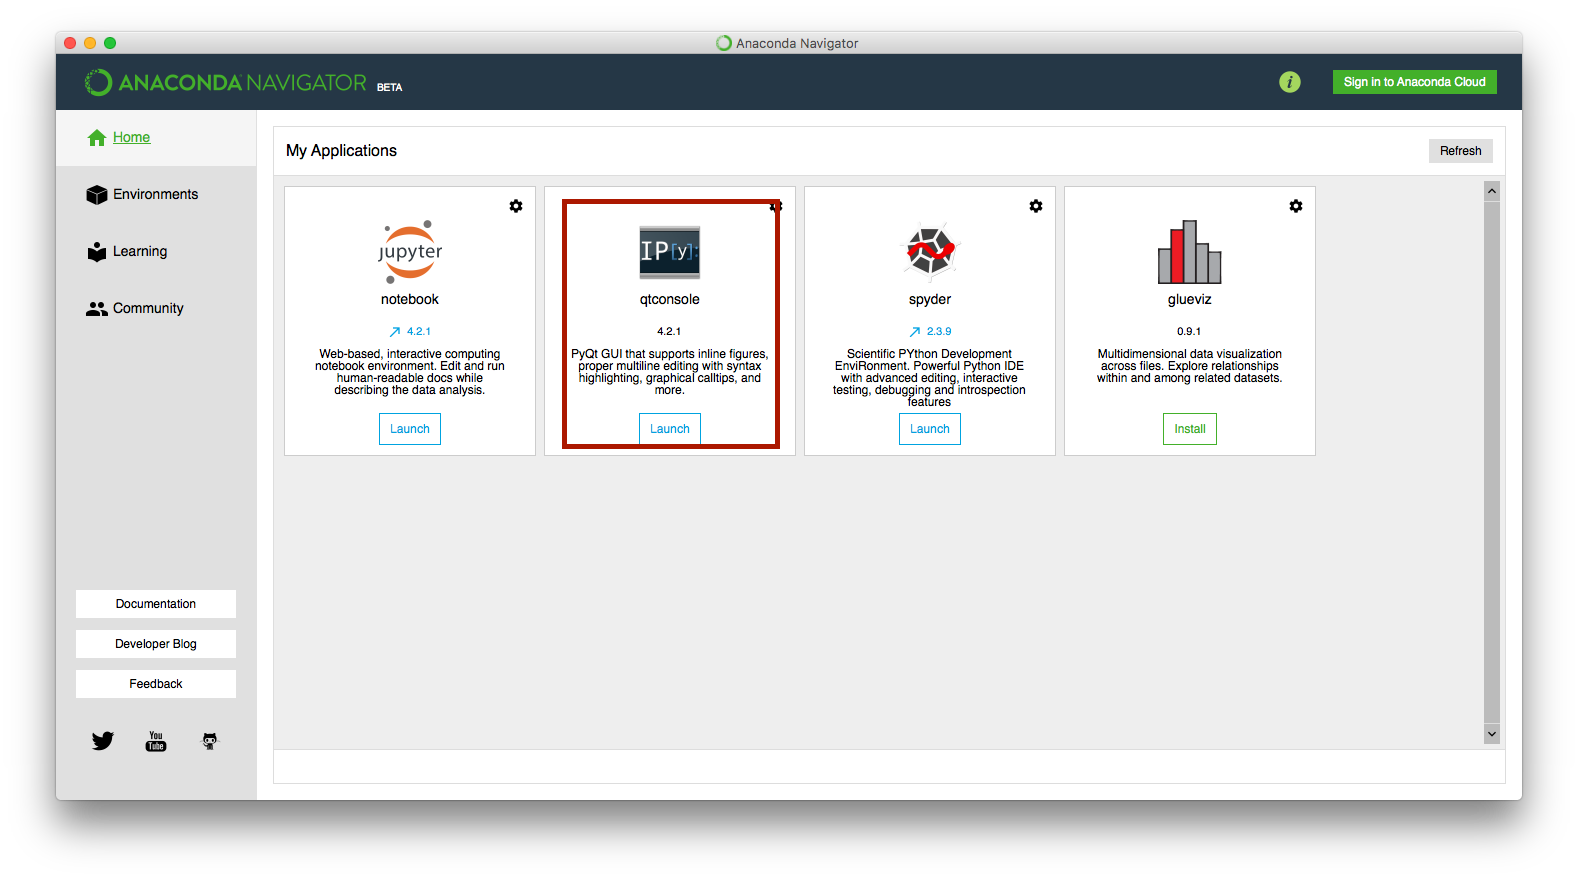 Anaconda Navigator
ANACONDA NAVIGATOR BETA
i
Sign in to Anaconda Cloud
Home
Environments
Learning
Community
Documentation
Developer Blog
Feedback
You
Tube
My Applications
Refresh
jupyter
notebook
4.2.1
Web-based, interactive computing
notebook environment. Edit and run
human-readable docs while
describing the data analysis.
Launch
IP[y]:
qtconsole
4.2.1
PyQt GUI that supports inline figures,
proper multiline editing with syntax
highlighting, graphical calltips, and
more.
Launch
spyder
2.3.9
Scientific PYthon Development
EnviRonment. Powerful Python IDE
with advanced editing, interactive
testing, debugging and introspection
features
Launch
glueviz
0.9.1
Multidimensional data visualization
across files. Explore relationships
within and among related datasets.
Install